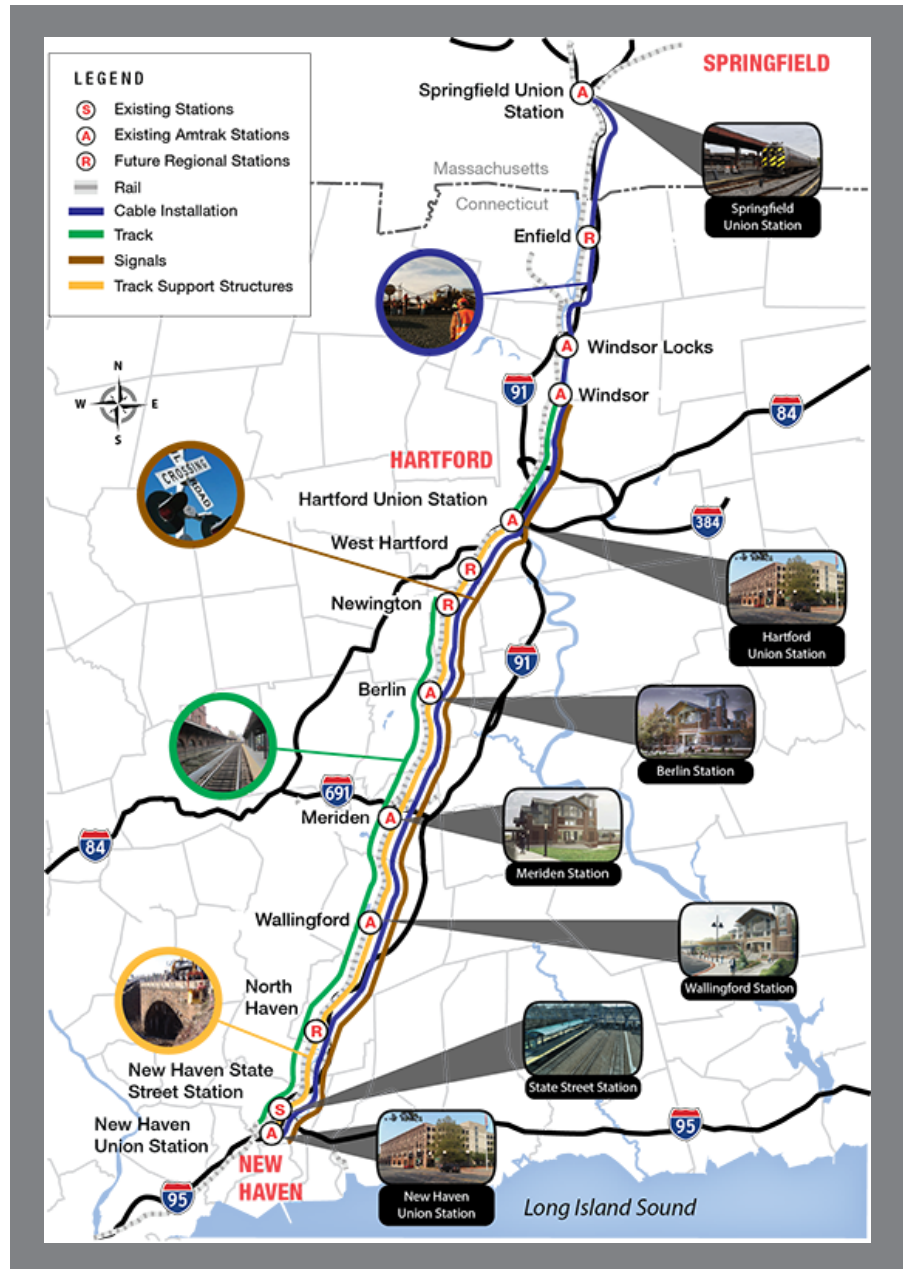 SPRINGFIELD
LEGEND
S Existing Stations
A Existing Amtrak Stations
R Future Regional Stations
Rail
Cable Installation
Track
Signals
Track Support Structures
Springfield Union
Station
A
Massachusetts
Connecticut
Springfield
Union Station
Enfield
R
N
W
E
S
A
Windsor Locks
91
A
Windsor
84
CROSSING
ROAD
HARTFORD
Hartford Union Station
A
384
West Hartford
R
Newington
R
Hartford
Union Station
91
Berlin
A
Berlin Station
691
Meriden
A
84
Meriden Station
Wallingford
A
Wallingford Station
North
Haven
R
New Haven State
Street Station
S
State Street Station
New Haven
Union Station
A
95
NEW
HAVEN
95
New Haven
Union Station
Long Island Sound